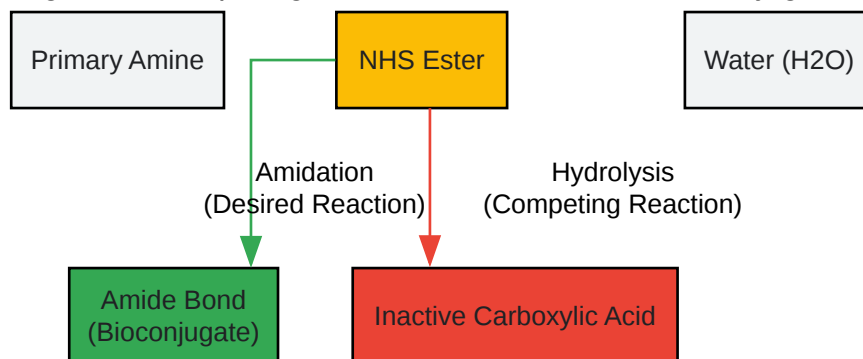 Primary Amine
NHS Ester
Water (H2O)
Amidation
(Desired Reaction)
Hydrolysis
(Competing Reaction)
Amide Bond
(Bioconjugate)
Inactive Carboxylic Acid